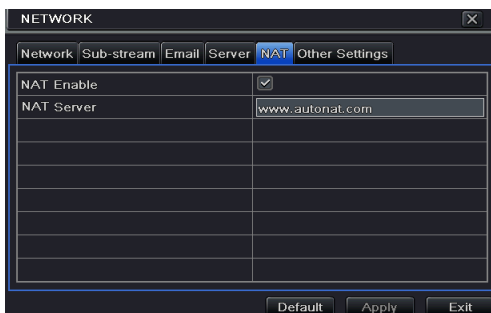 NETWORK
Network Sub-stream Email Server NAT Other Settings
NAT Enable
NAT Server www.autonat.com
Default Apply Exit